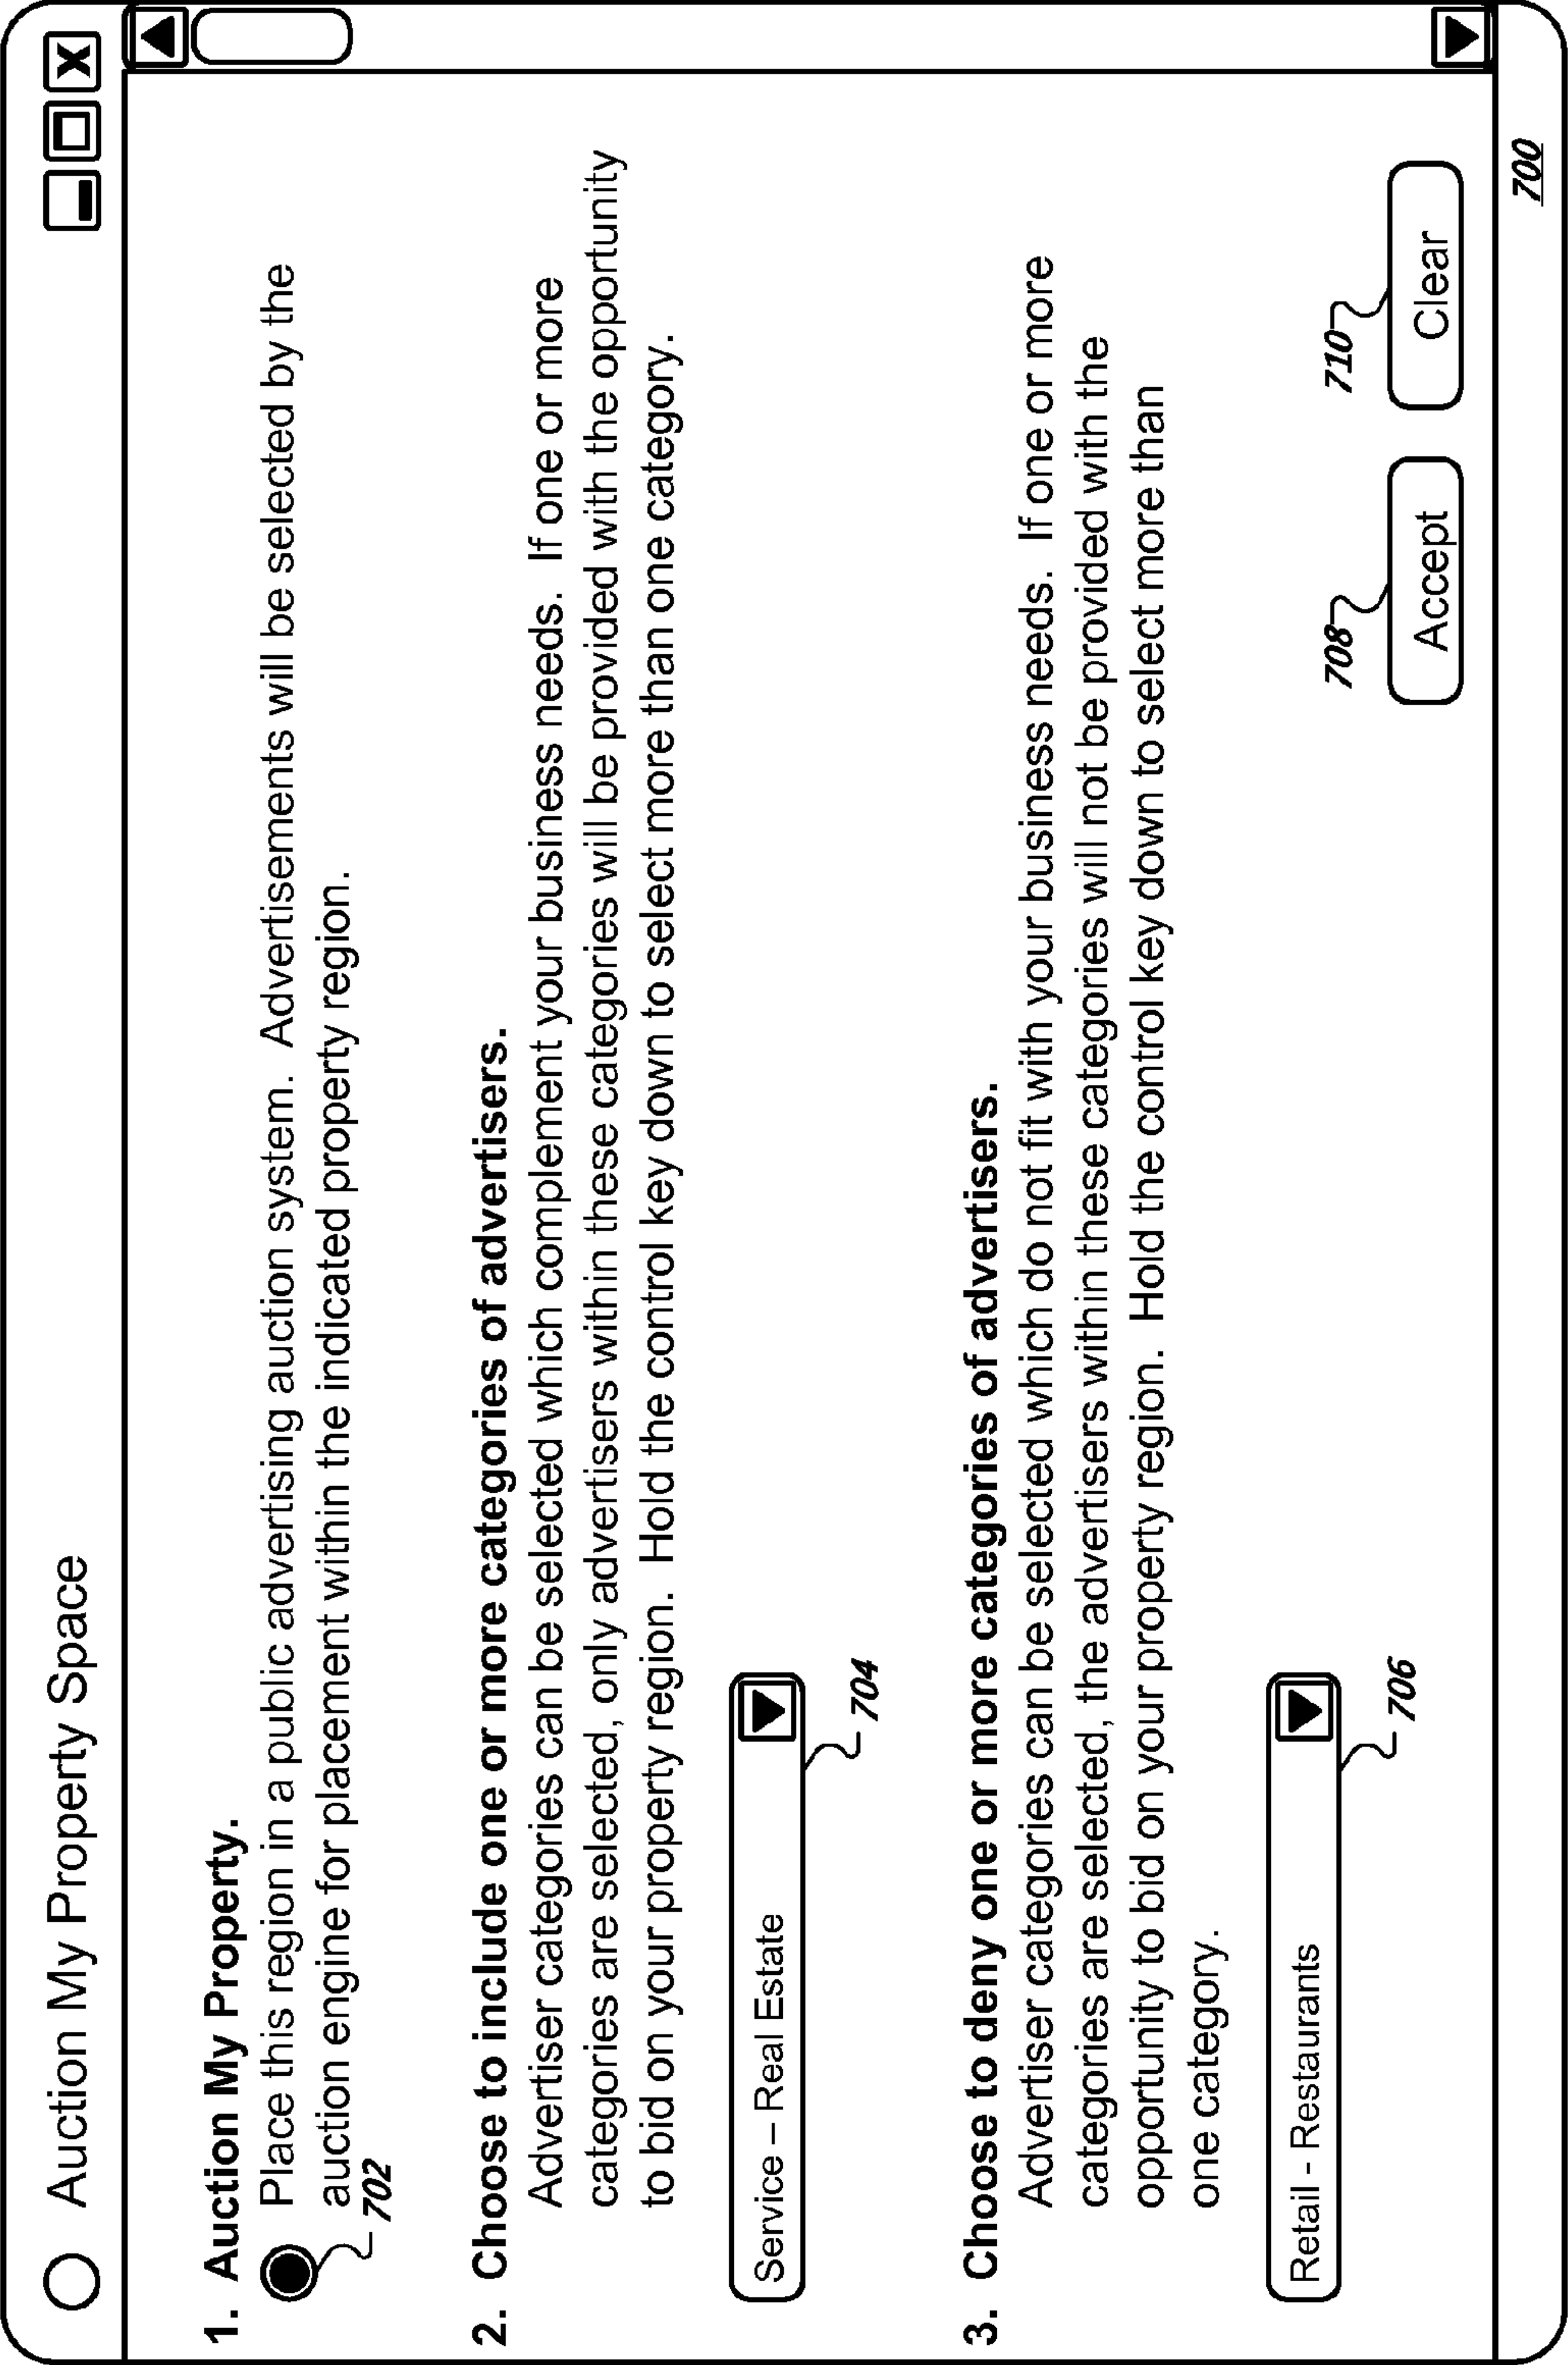 Auction My Property Space
X
1. Auction My Property.
Place this region in a public advertising auction system. Advertisements will be selected by the
auction engine for placement within the indicated property region.
702
2. Choose to include one or more categories of advertisers.
Advertiser categories can be selected which complement your business needs. If one or more
categories are selected, only advertisers within these categories will be provided with the opportunity
to bid on your property region. Hold the control key down to select more than one category.
Service – Real Estate
704
3. Choose to deny one or more categories of advertisers.
Advertiser categories can be selected which do not fit with your business needs. If one or more
categories are selected, the advertisers within these categories will not be provided with the
opportunity to bid on your property region. Hold the control key down to select more than
one category.
Retail - Restaurants
706
708
710
Accept
Clear
700